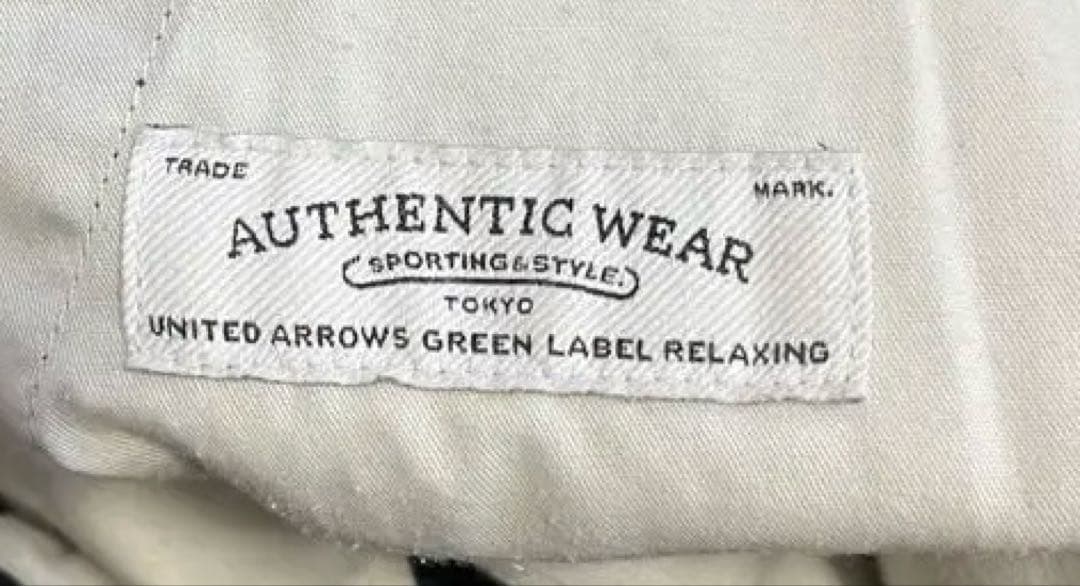 TRADE MARK.
AUTHENTIC WEAR
SPORTING & STYLE.
TOKYO
UNITED ARROWS GREEN LABEL RELAXING